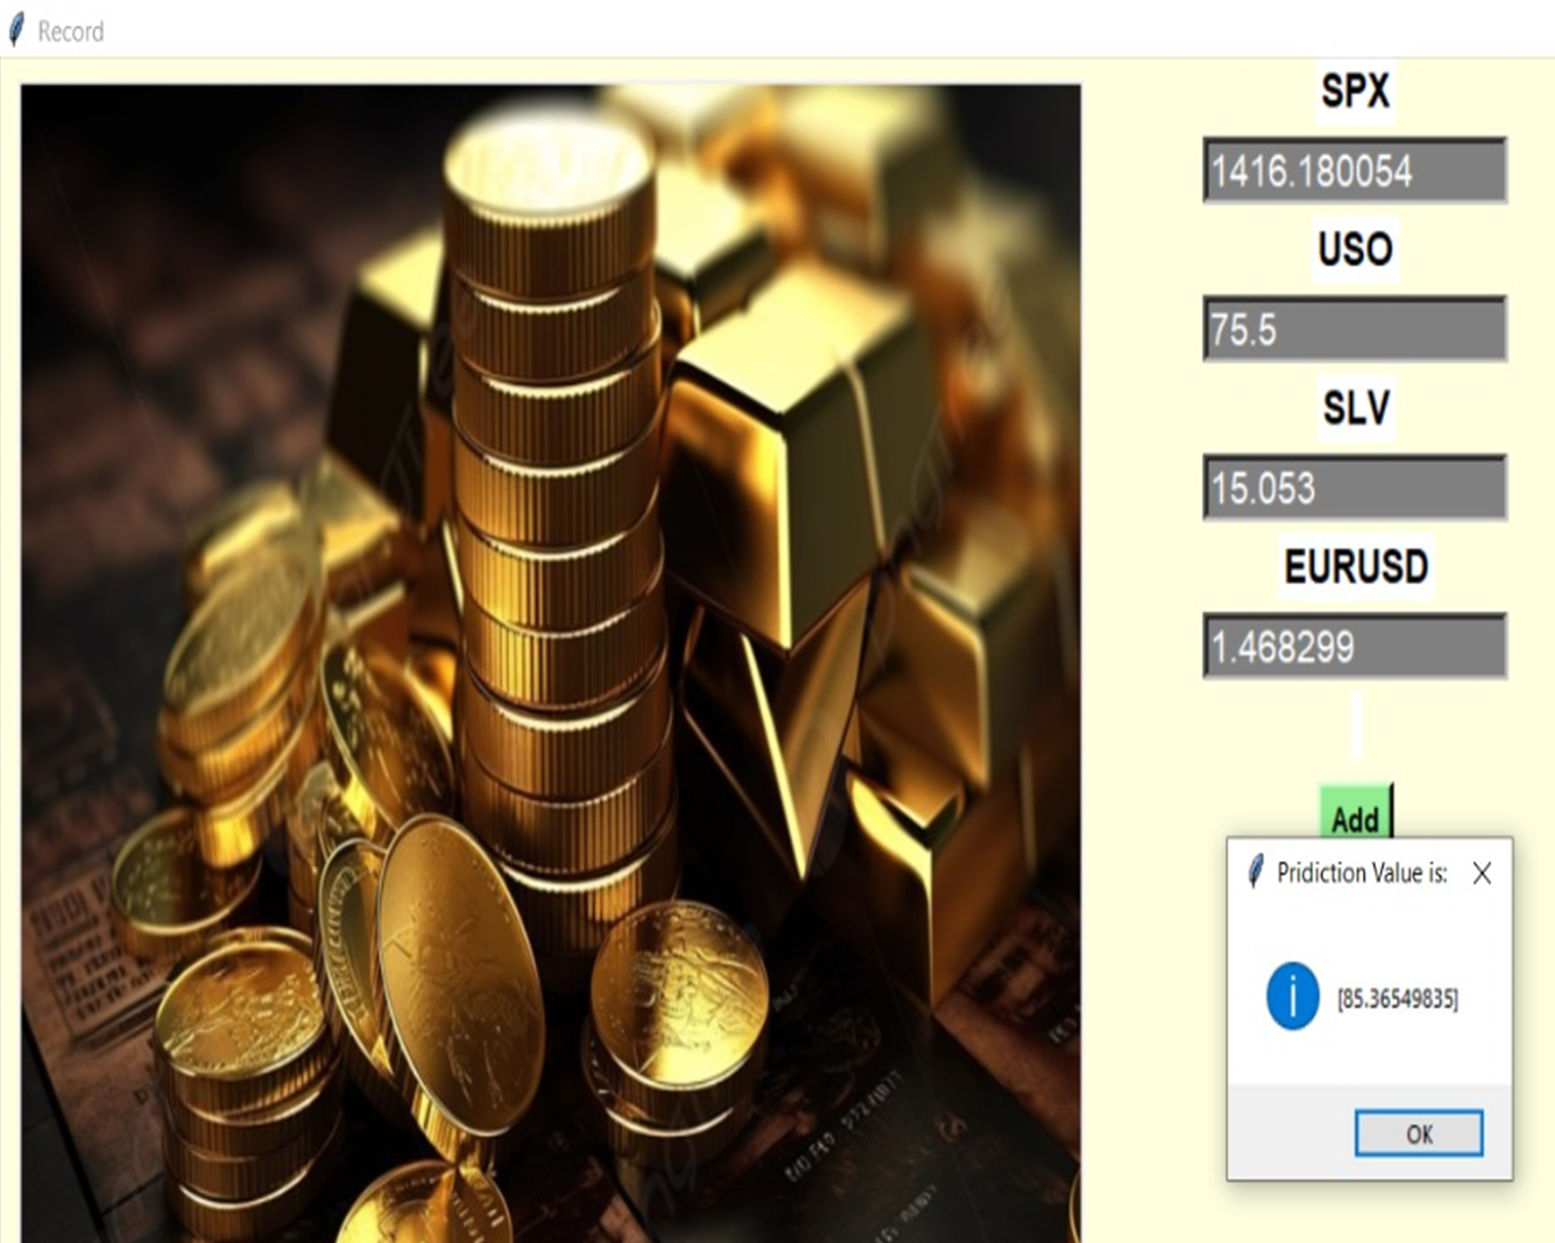 Record
SPX
1416.180054
USO
75.5
SLV
15.053
EURUSD
1.468299
Add
Pridiction Value is:
[85.36549835]
OK